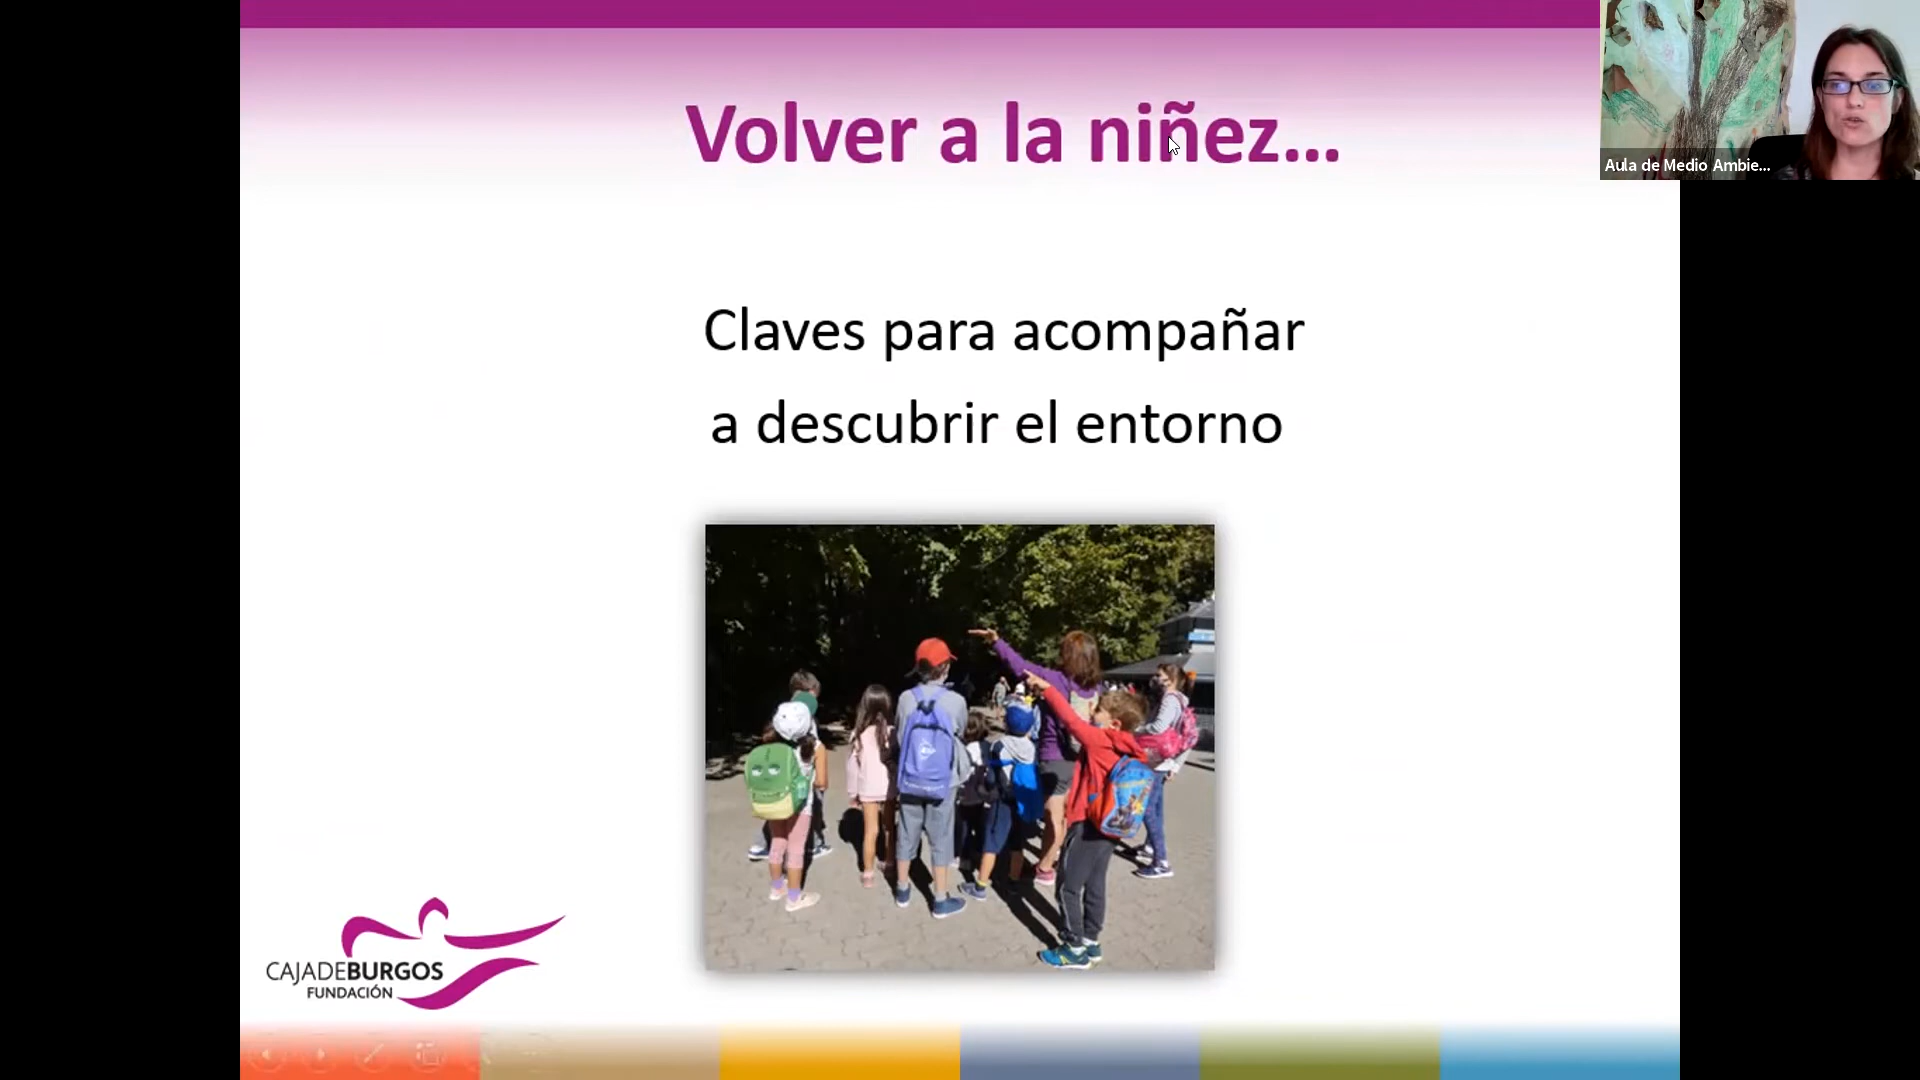 Volver a la niñez...
Aula de Medio Ambie...
Claves para acompañar
a descubrir el entorno
CAJADEBURGOS
FUNDACIÓN